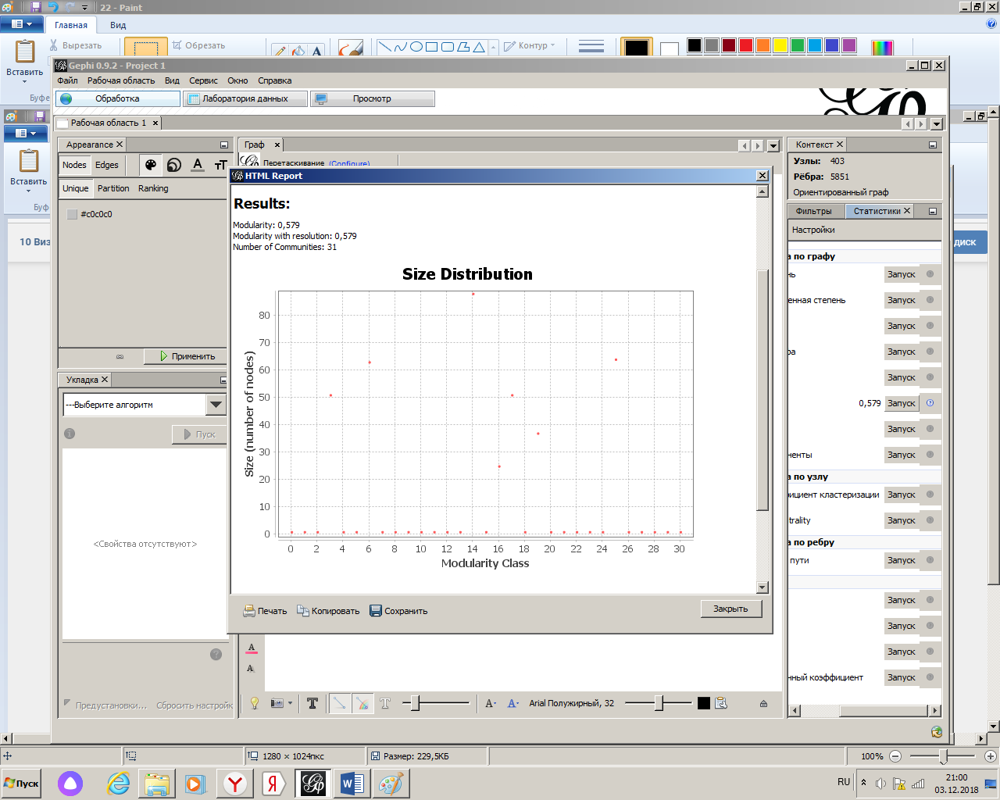 22 - Paint
Главная Вид
Вырезать Обрезать Контур
Вставить
Буфе
Gephi 0.9.2 - Project 1
Файл Рабочая область Вид Сервис Окно Справка
Обработка Лаборатория данных Просмотр
Рабочая область 1
Appearance
Nodes Edges
Unique Partition Ranking
#c0c0c0
Применить
Граф
Перетаскивание (Configure)
Контекст
Узлы: 403
Рёбра: 5851
Ориентированный граф
Фильтры Статистики
Настройки
Вставить
Буф
10 Виз
диск
HTML Report
Results:
Modularity: 0,579
Modularity with resolution: 0,579
Number of Communities: 31
Size Distribution
Size (number of nodes)
80
70
60
50
40
30
20
10
0
0 2 4 6 8 10 12 14 16 18 20 22 24 26 28 30
Modularity Class
Печать Копировать Сохранить Закрыть
Укладка
---Выберите алгоритм
Пуск
<Свойства отсутствуют>
Предустановки... Сбросить настройк
а по графу
нь Запуск
енная степень Запуск
Запуск
ра Запуск
Запуск
0,579 Запуск
Запуск
ненты Запуск
а по узлу
ициент кластеризации Запуск
trality Запуск
а по ребру
пути Запуск
Запуск
Запуск
Запуск
нный коэффициент Запуск
Arial Полужирный, 32
1280 × 1024пкс
Размер: 229,5КБ
100%
Пуск
RU
21:00
03.12.2018